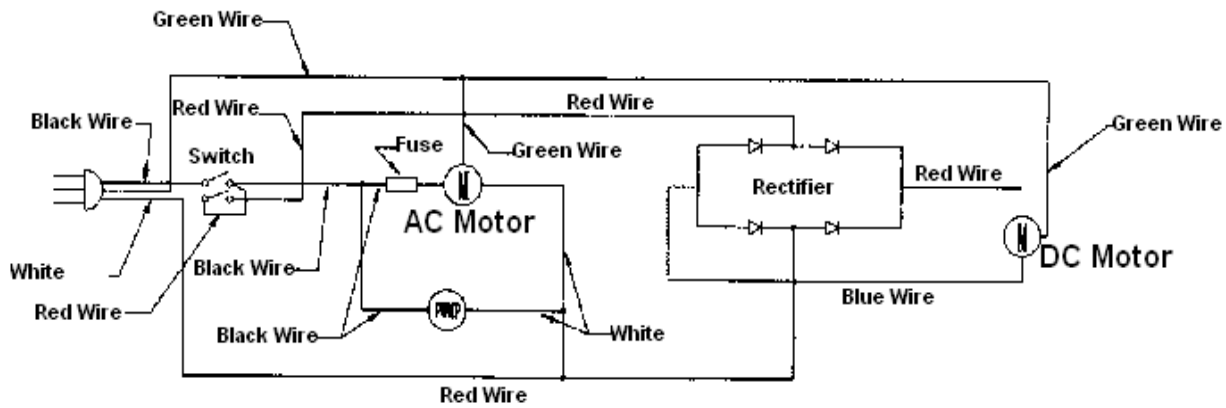 Green Wire
Red Wire
Red Wire
Black Wire
Green Wire
Switch
Fuse
Green Wire
Rectifier
Red Wire
M
AC Motor
M
DC Motor
White
Black Wire
Red Wire
Blue Wire
PUMP
Black Wire
White
Red Wire